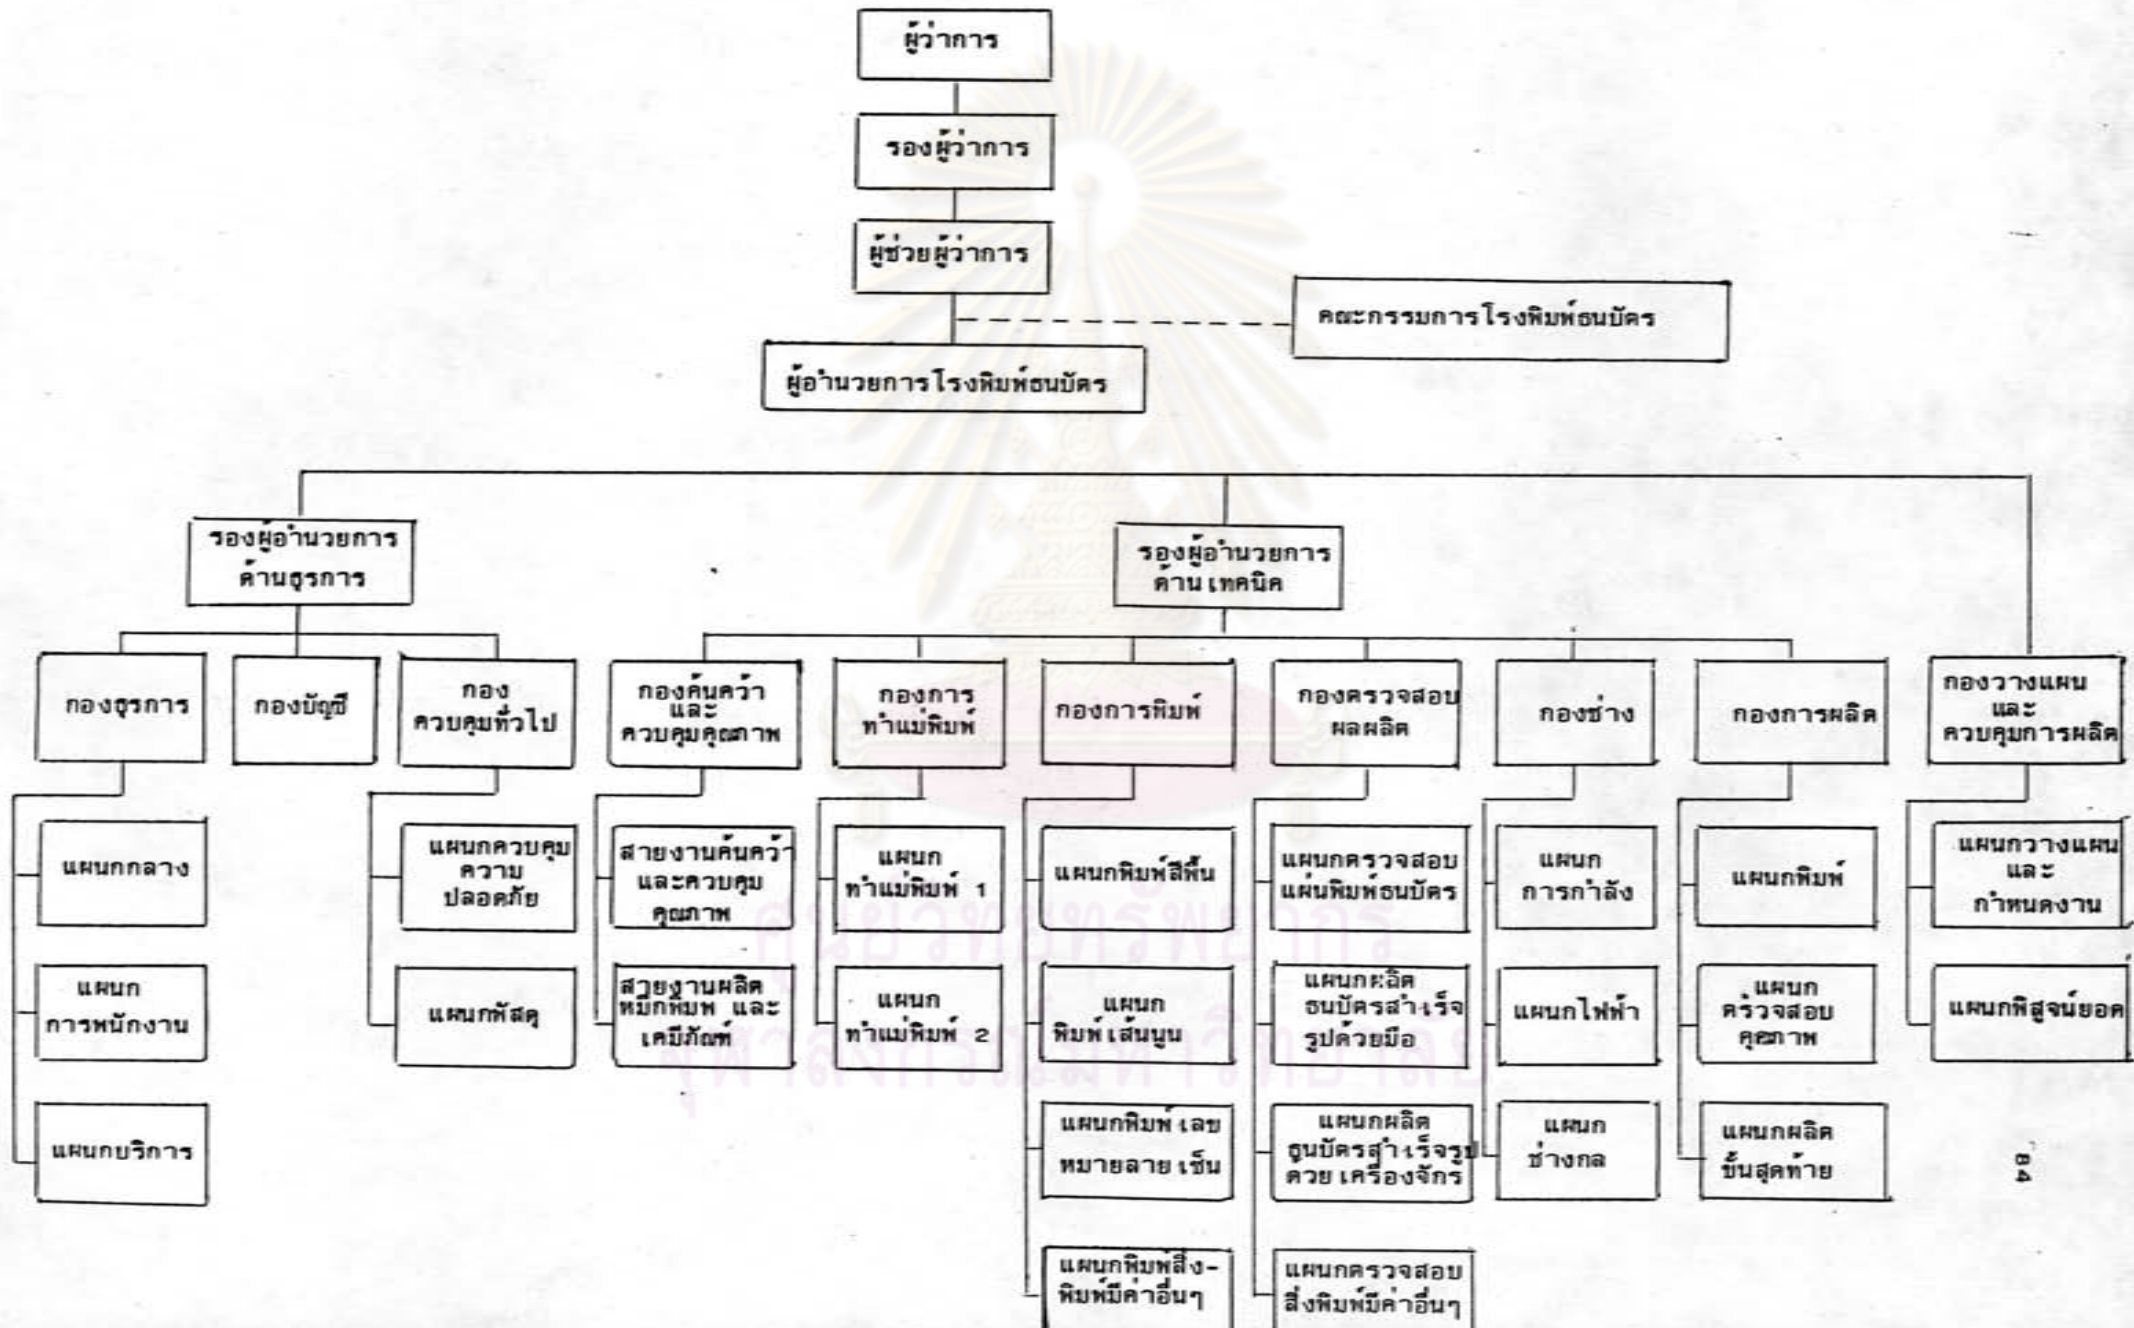 ผู้ว่าการ
รองผู้ว่าการ
ผู้ช่วยผู้ว่าการ
คณะกรรมการโรงพิมพ์ธนบัตร
ผู้อำนวยการโรงพิมพ์ธนบัตร
รองผู้อำนวยการ
ด้านธุรการ
รองผู้อำนวยการ
ด้านเทคนิค
กองธุรการ
กองบัญชี
กอง
ควบคุมทั่วไป
กองค้นคว้า
และ
ควบคุมคุณภาพ
กองการ
ทำแม่พิมพ์
กองการพิมพ์
กองตรวจสอบ
ผลผลิต
กองช่าง
กองการผลิต
กองวางแผน
และ
ควบคุมการผลิต
แผนกกลาง
แผนกควบคุม
ความ
ปลอดภัย
สายงานค้นคว้า
และควบคุม
คุณภาพ
แผนก
ทำแม่พิมพ์ 1
แผนกพิมพ์สีพื้น
แผนกตรวจสอบ
แผ่นพิมพ์ธนบัตร
แผนก
การกำลัง
แผนกพิมพ์
แผนกวางแผน
และ
กำหนดงาน
แผนก
การพนักงาน
แผนกพัสดุ
สายงานผลิต
หมึกพิมพ์ และ
เคมีภัณฑ์
แผนก
ทำแม่พิมพ์ 2
แผนก
พิมพ์เส้นนูน
แผนกผลิต
ธนบัตรสำเร็จ
รูปด้วยมือ
แผนกไฟฟ้า
แผนก
ตรวจสอบ
คุณภาพ
แผนกพิสูจน์ยอด
แผนกบริการ
แผนกพิมพ์เลข
หมายลายเซ็น
แผนกผลิต
ธนบัตรสำเร็จรูป
ด้วยเครื่องจักร
แผนก
ช่างกล
แผนกผลิต
ขั้นสุดท้าย
แผนกพิมพ์สิ่ง-
พิมพ์มีค่าอื่นๆ
แผนกตรวจสอบ
สิ่งพิมพ์มีค่าอื่นๆ
84
ศูนย์วิทยทรัพยากร
จุฬาลงกรณ์มหาวิทยาลัย